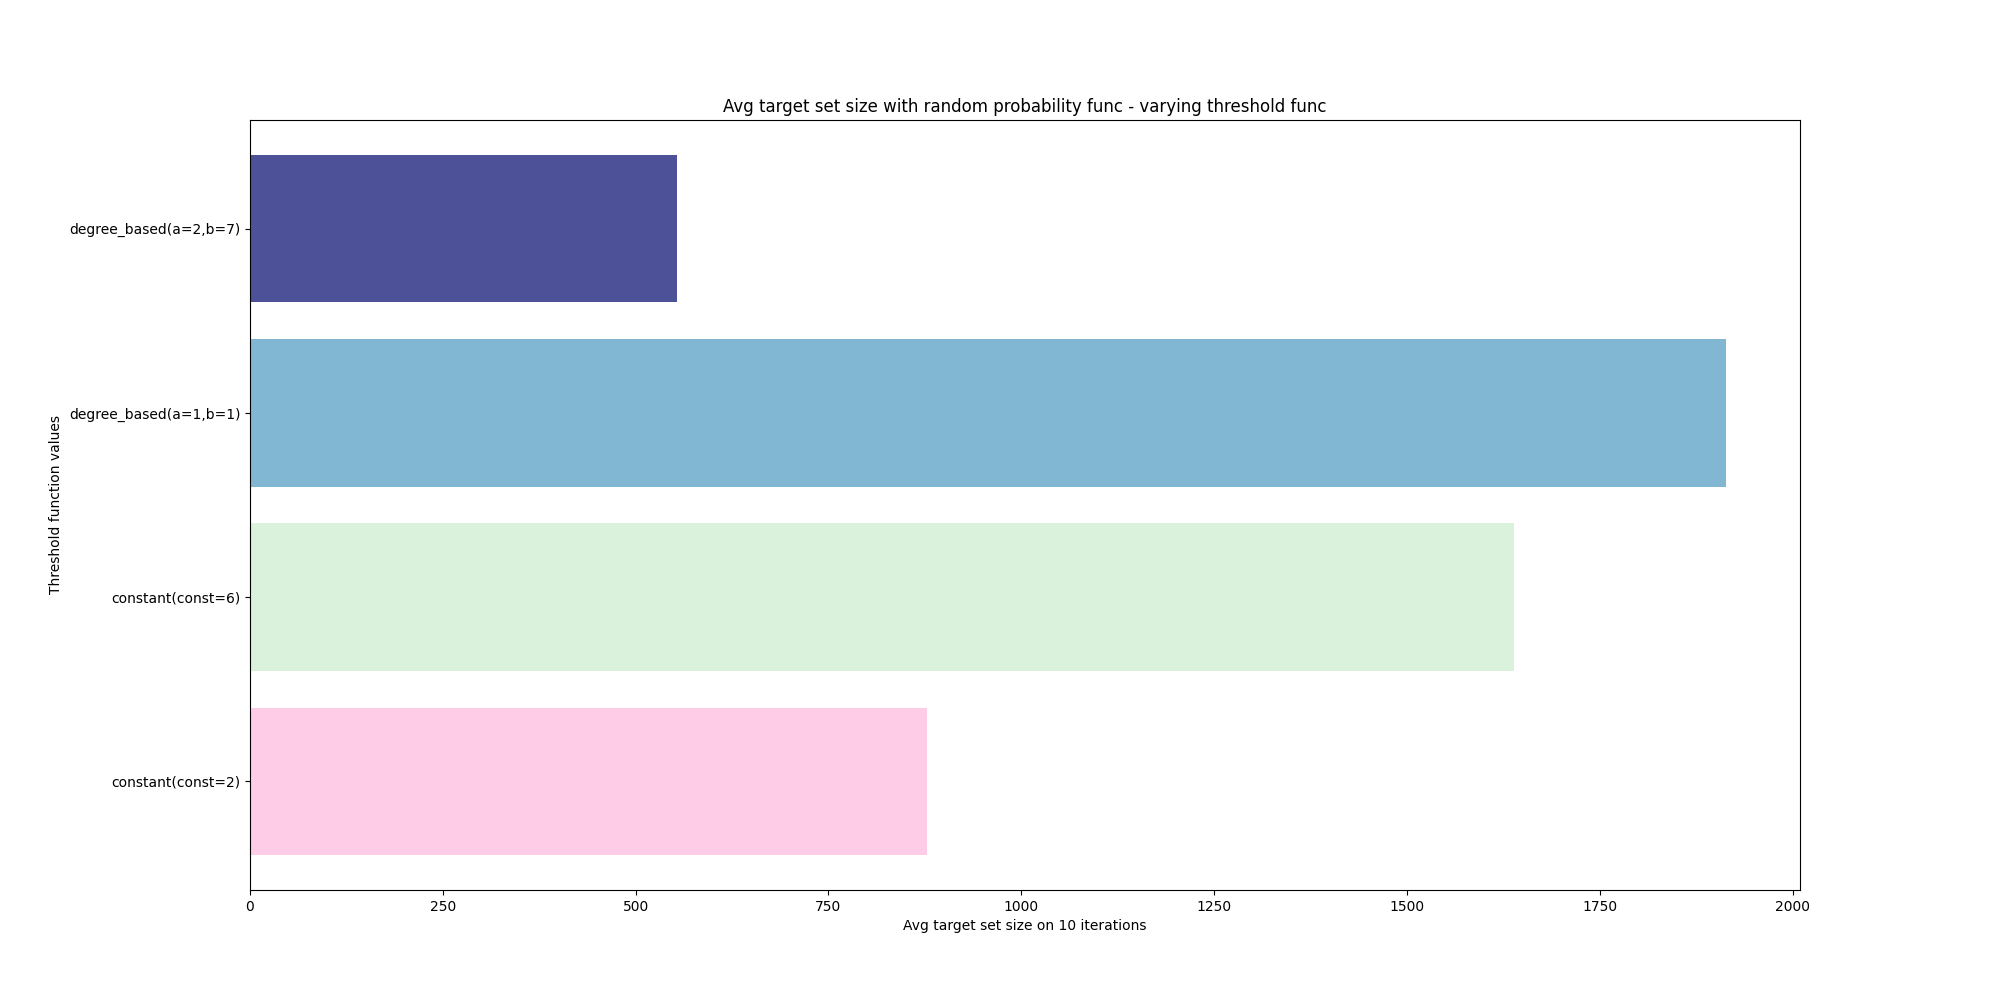 Avg target set size with random probability func - varying threshold func
Threshold function values
degree_based(a=2,b=7)
degree_based(a=1,b=1)
constant(const=6)
constant(const=2)
0 250 500 750 1000 1250 1500 1750 2000
Avg target set size on 10 iterations